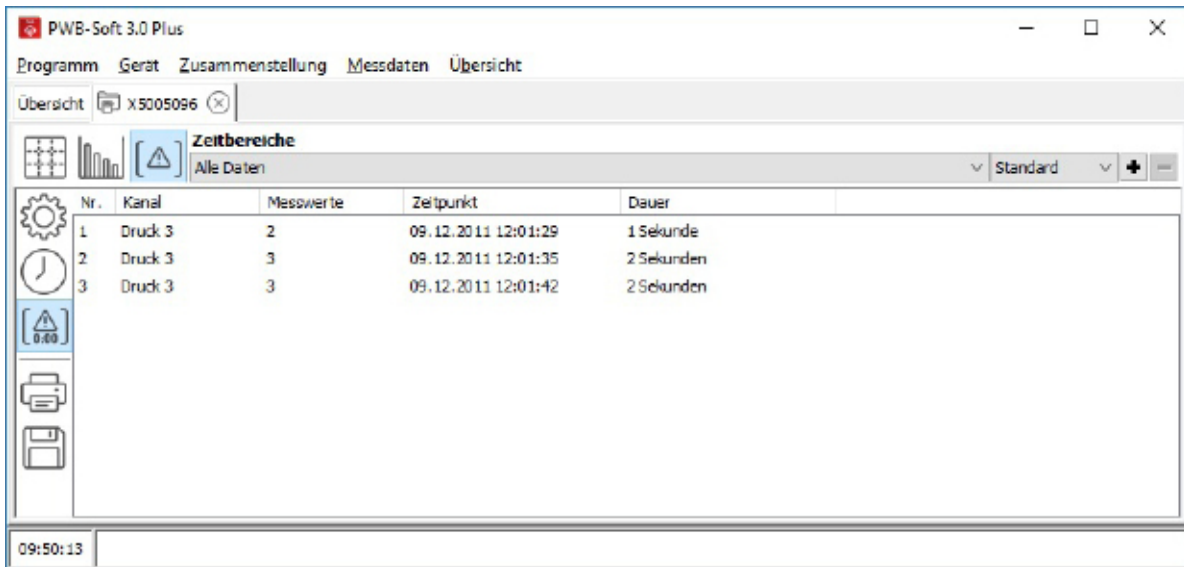 PWB-Soft 3.0 Plus
Programm Gerät Zusammenstellung Messdaten Übersicht
Übersicht X5005096
Zeitbereiche
Alle Daten Standard
Nr. Kanal Messwerte Zeitpunkt Dauer
1 Druck 3 2 09.12.2011 12:01:29 1 Sekunde
2 Druck 3 3 09.12.2011 12:01:35 2 Sekunden
3 Druck 3 3 09.12.2011 12:01:42 2 Sekunden
0:00
09:50:13